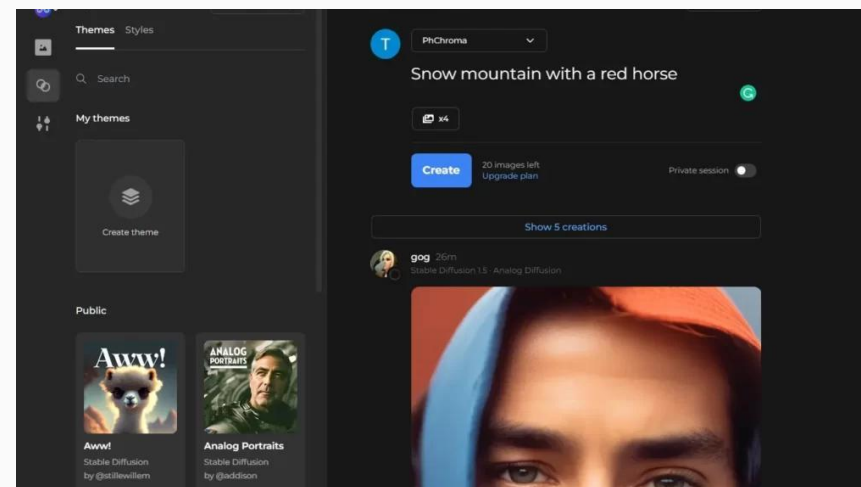 Themes Styles
Search
My themes
Create theme
Public
Aww!
Aww!
Stable Diffusion
by @stillewillem
ANALOG
PORTRAITS
Analog Portraits
Stable Diffusion
by @addison
T
PhChroma
Snow mountain with a red horse
x4
Create
20 images left
Upgrade plan
Private session
Show 5 creations
gog 26m
Stable Diffusion 1.5 · Analog Diffusion